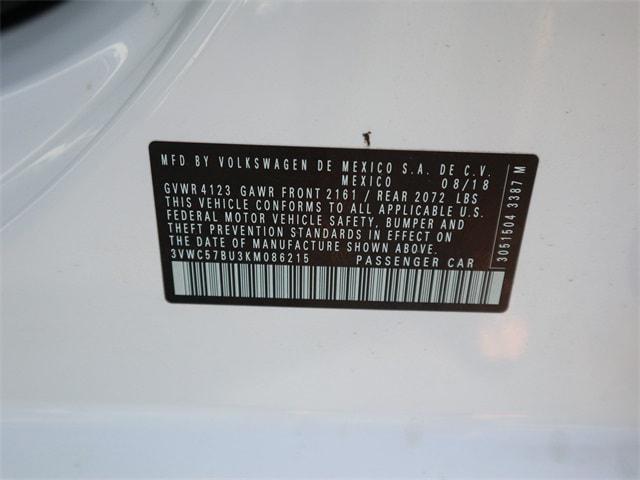 MFD BY VOLKSWAGEN DE MEXICO S.A. DE C.V.
MEXICO 08/18
GVWR 4123 GAWR FRONT 2161 / REAR 2072 LBS
THIS VEHICLE CONFORMS TO ALL APPLICABLE U.S.
FEDERAL MOTOR VEHICLE SAFETY, BUMPER AND
THEFT PREVENTION STANDARDS IN EFFECT ON
THE DATE OF MANUFACTURE SHOWN ABOVE.
3VWC57BU3KM086215 PASSENGER CAR
3051504 3387 M